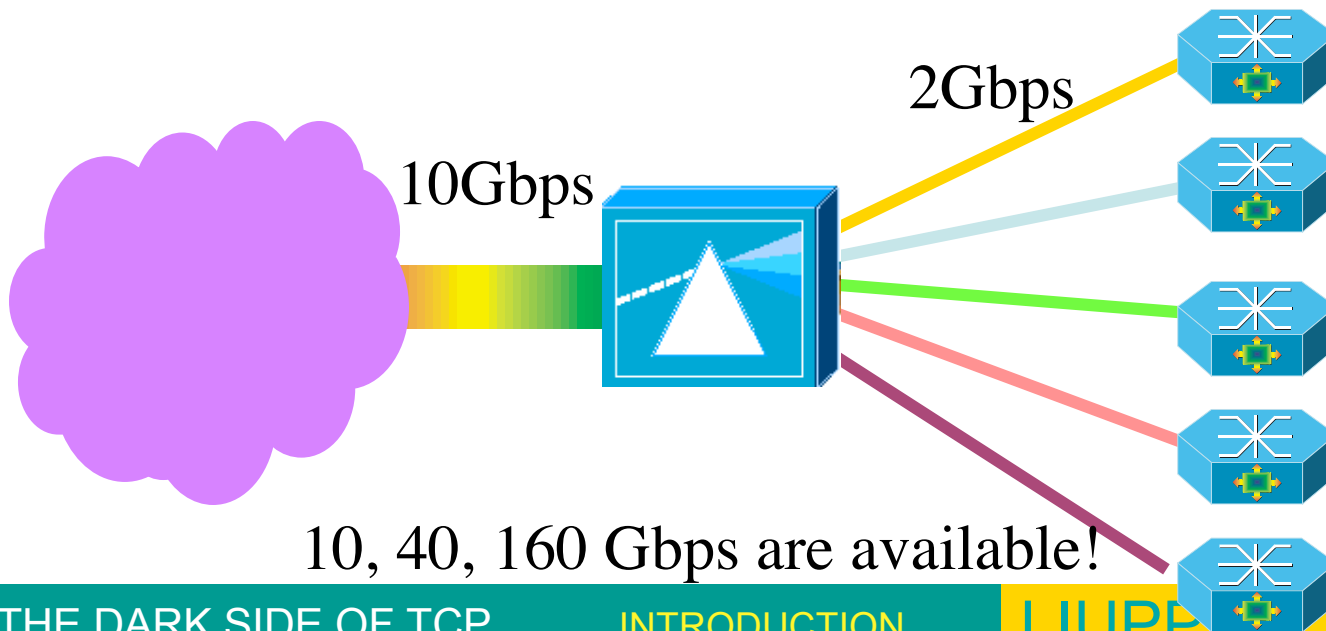 2Gbps
10Gbps
10, 40, 160 Gbps are available!
THE DARK SIDE OF TCP
INTRODUCTION